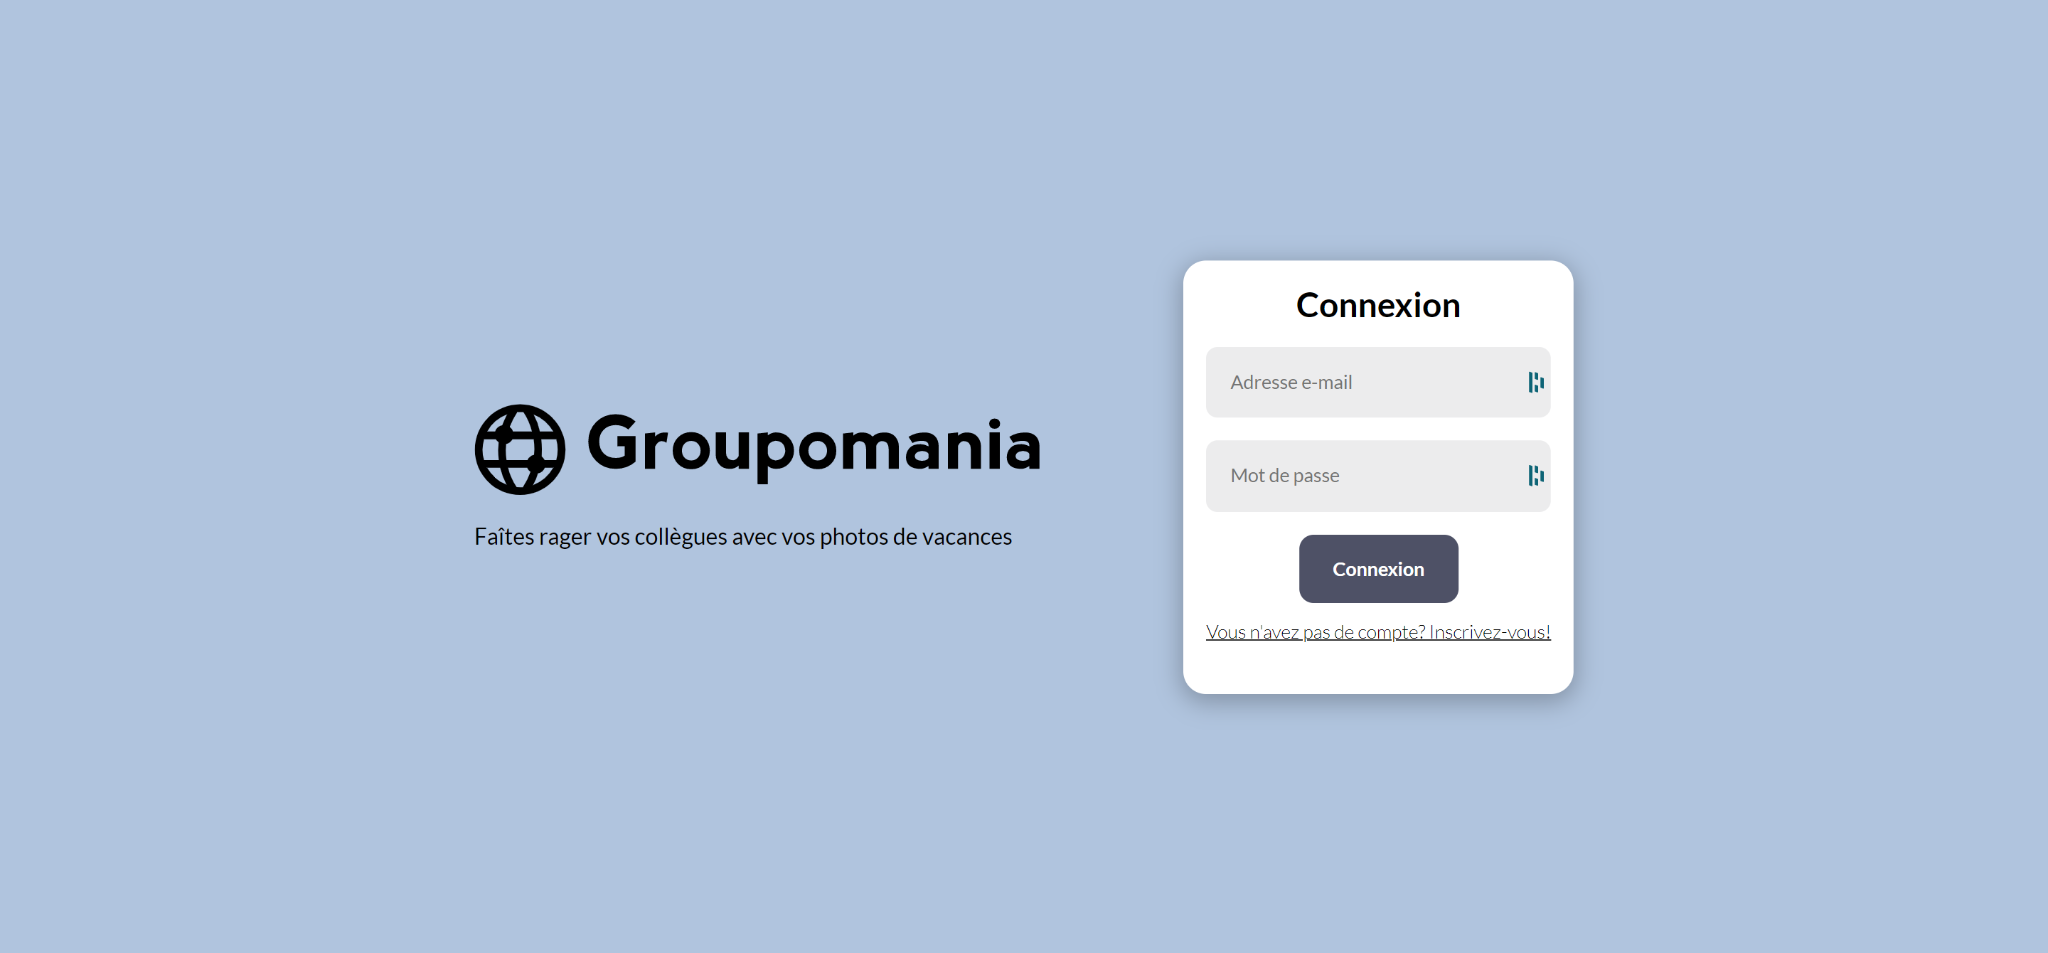 Groupomania
Faîtes rager vos collègues avec vos photos de vacances
Connexion
Adresse e-mail
Mot de passe
Connexion
Vous n'avez pas de compte? Inscrivez-vous!